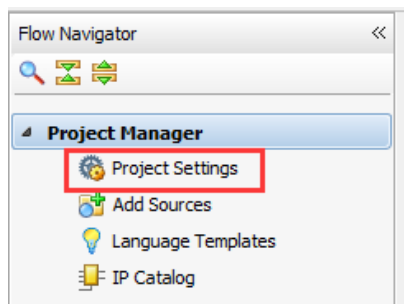 Flow Navigator
Project Manager
Project Settings
Add Sources
Language Templates
IP Catalog